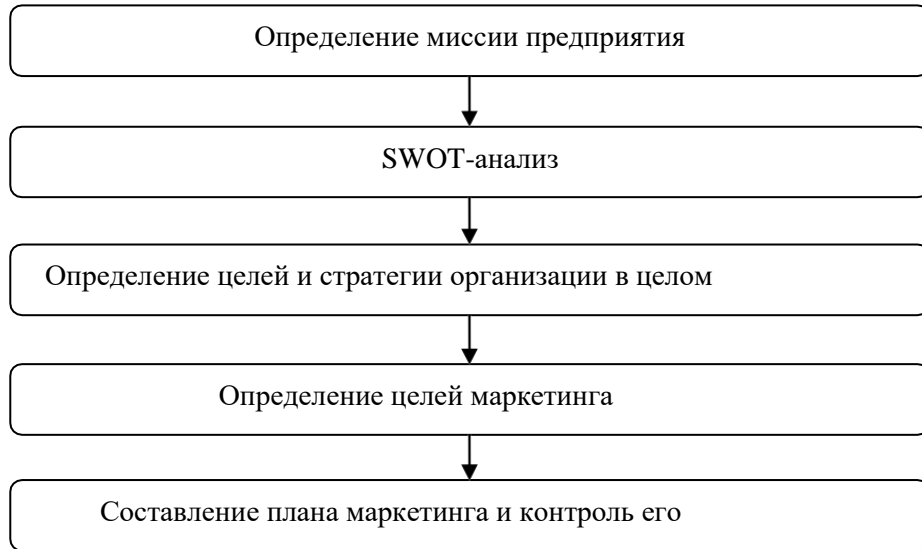 Определение миссии предприятия
SWOT-анализ
Определение целей и стратегии организации в целом
Определение целей маркетинга
Составление плана маркетинга и контроль его